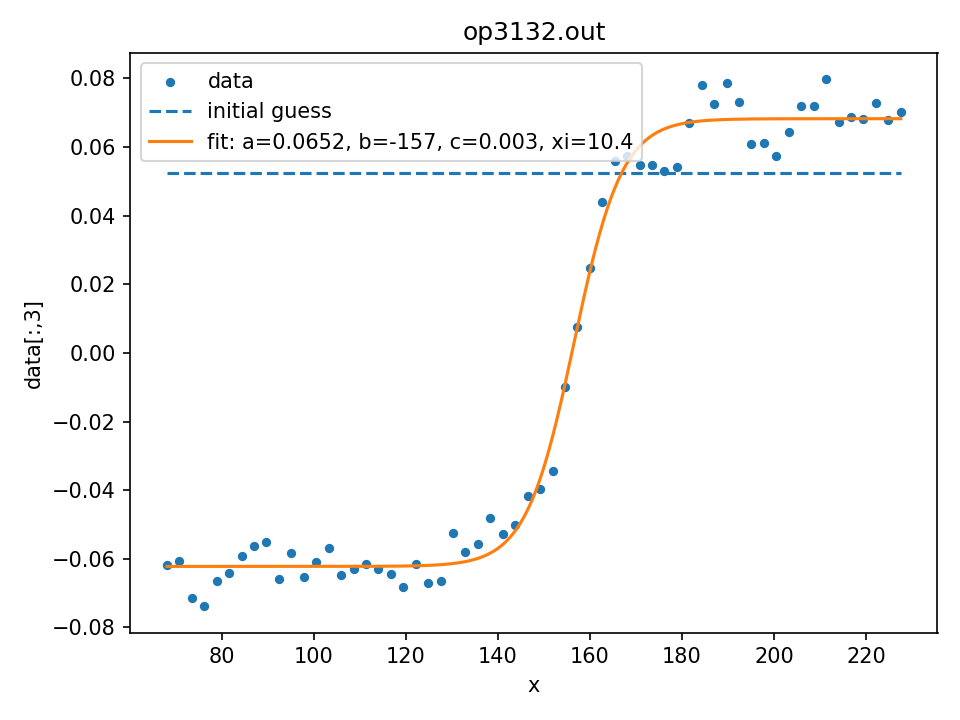 op3132.out
data
initial guess
fit: a=0.0652, b=-157, c=0.003, xi=10.4
0.08
0.06
0.04
0.02
0.00
−0.02
−0.04
−0.06
−0.08
data[:,3]
80 100 120 140 160 180 200 220
x